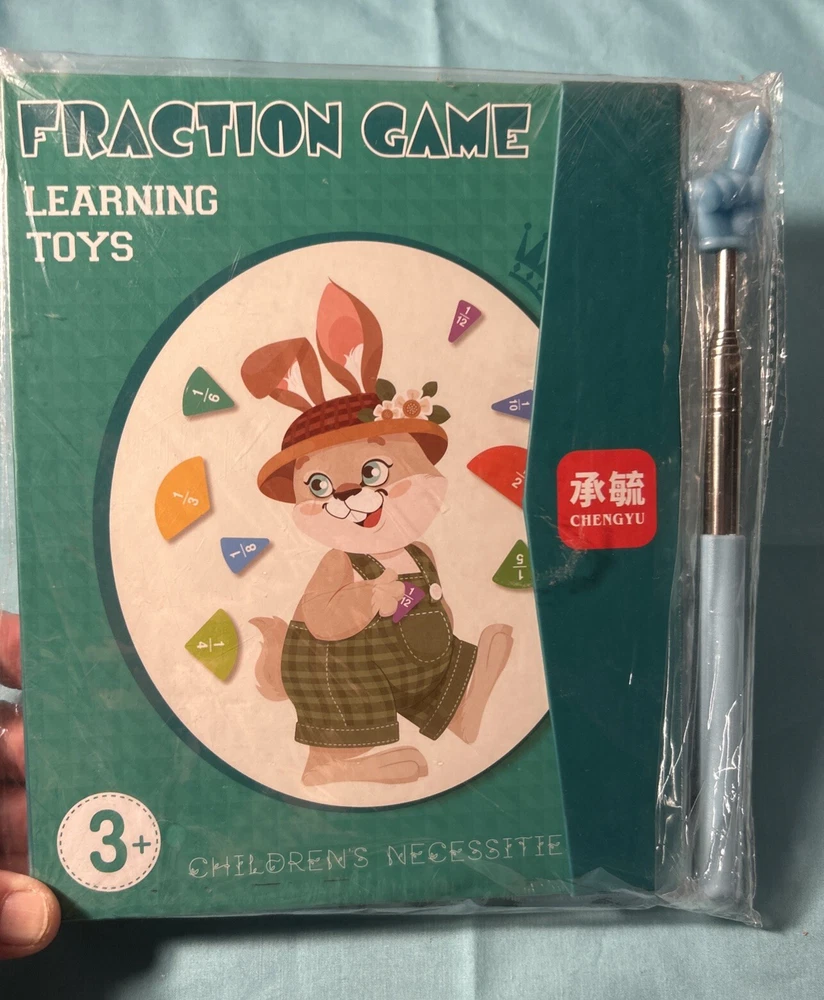 FRACTION GAME
LEARNING
TOYS
1/12
1/6
1/10
1/3
承毓
CHENGYU
1/8
1/5
1/12
1/4
3+
CHILDREN'S NECESSITIE